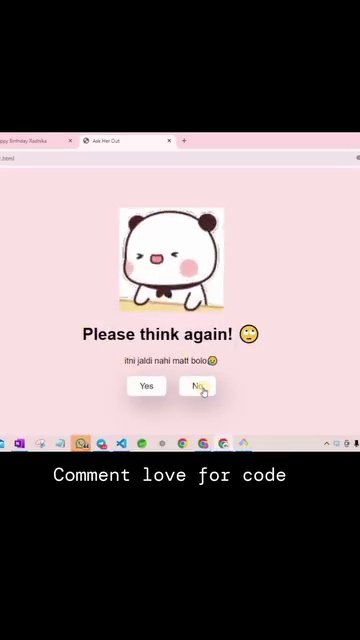 ppy Birthday Radhika
Ask Her Out
.html
Please think again! 🙄
itni jaldi nahi matt bolo🥹
Yes
No
Comment love for code